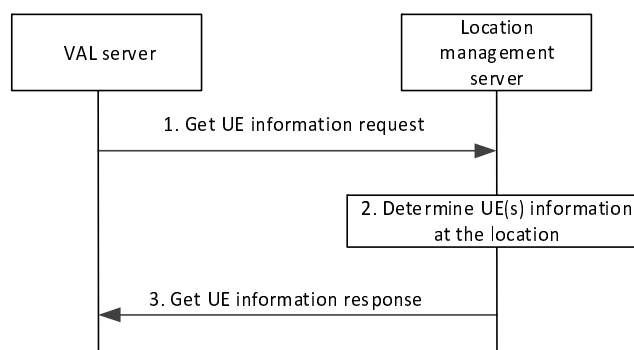 VAL server
Location
management
server
1. Get UE information request
2. Determine UE(s) information
at the location
3. Get UE information response